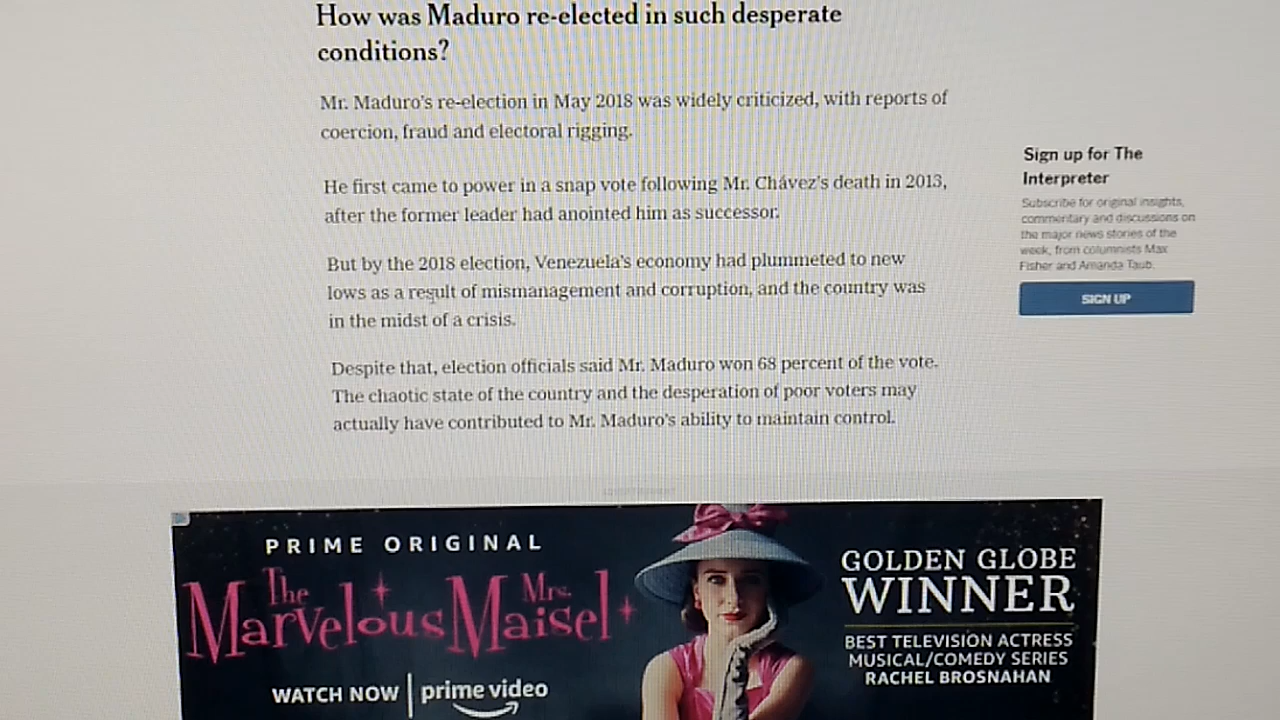 How was Maduro re-elected in such desperate
conditions?
Mr. Maduro's re-election in May 2018 was widely criticized, with reports of
coercion, fraud and electoral rigging.
He first came to power in a snap vote following Mr. Chávez's death in 2013,
after the former leader had anointed him as successor.
But by the 2018 election, Venezuela's economy had plummeted to new
lows as a result of mismanagement and corruption, and the country was
in the midst of a crisis.
Despite that, election officials said Mr. Maduro won 68 percent of the vote.
The chaotic state of the country and the desperation of poor voters may
actually have contributed to Mr. Maduro's ability to maintain control.
Sign up for The
Interpreter
Subscribe for original insights,
commentary and discussions on
the major news stories of the
week, from columnists Max
Fisher and Amanda Taub.
SIGN UP
ADVERTISEMENT
PRIME ORIGINAL
The
Marvelous Mrs.
Maisel
WATCH NOW | prime video
GOLDEN GLOBE
WINNER
BEST TELEVISION ACTRESS
MUSICAL/COMEDY SERIES
RACHEL BROSNAHAN